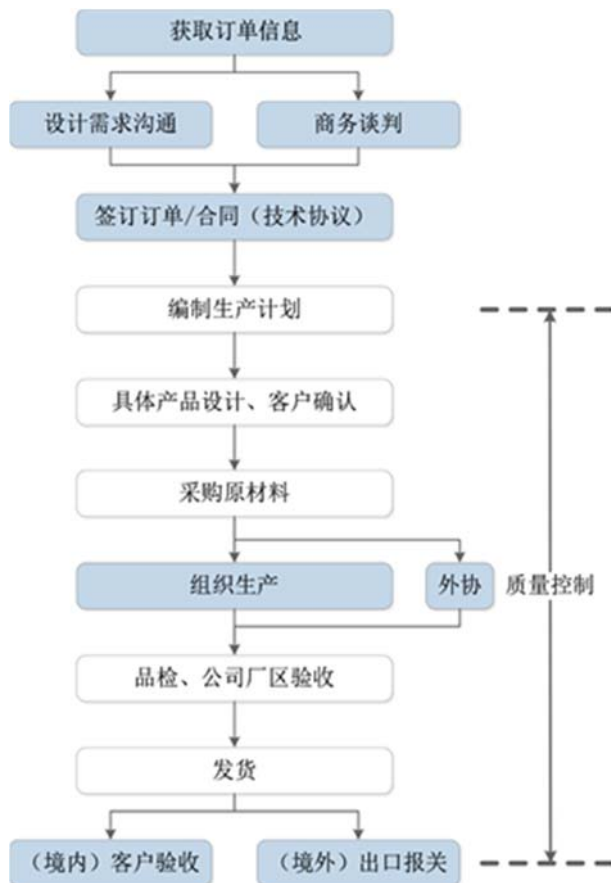 获取订单信息
设计需求沟通
商务谈判
签订订单/合同（技术协议）
编制生产计划
具体产品设计、客户确认
采购原材料
组织生产
外协
质量控制
品检、公司厂区验收
发货
（境内）客户验收
（境外）出口报关